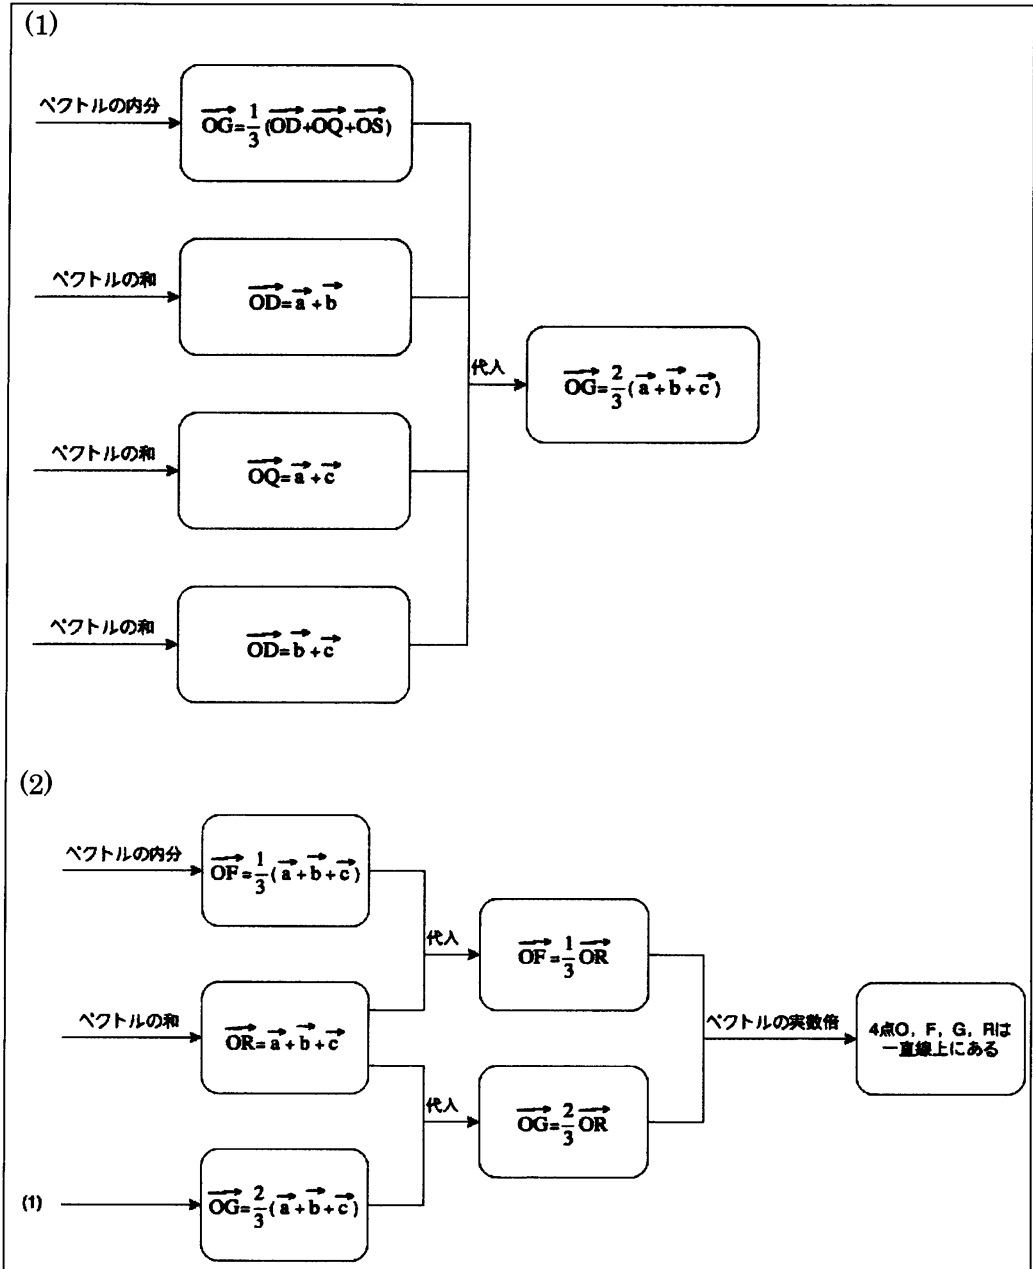 (1)
ベクトルの内分
OG→=1/3(OD→+OQ→+OS→)
ベクトルの和
OD→=a→+b→
代入
OG→=2/3(a→+b→+c→)
ベクトルの和
OQ→=a→+c→
ベクトルの和
OD→=b→+c→
(2)
ベクトルの内分
OF→=1/3(a→+b→+c→)
代入
OF→=1/3 OR→
ベクトルの和
OR→=a→+b→+c→
ベクトルの実数倍
4点O, F, G, Rは
一直線上にある
代入
OG→=2/3 OR→
(1)
OG→=2/3(a→+b→+c→)